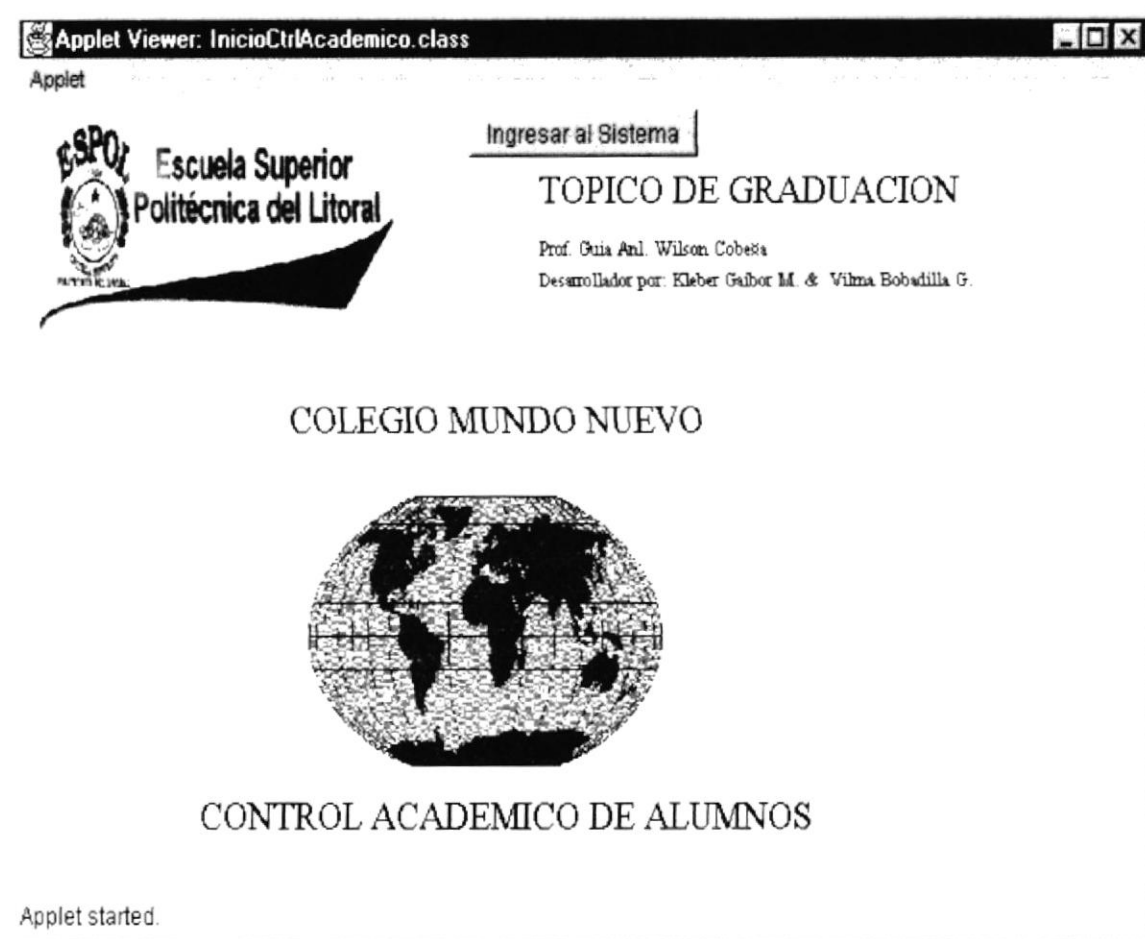 Applet Viewer: InicioCtrlAcademico.class
Applet
ESPOL
Escuela Superior
Politécnica del Litoral
Ingresar al Sistema
TOPICO DE GRADUACION
Prof. Guia Anl. Wilson Cobeña
Desarrollador por: Kleber Gaibor M. & Vilma Bobadilla G.
COLEGIO MUNDO NUEVO
CONTROL ACADEMICO DE ALUMNOS
Applet started.